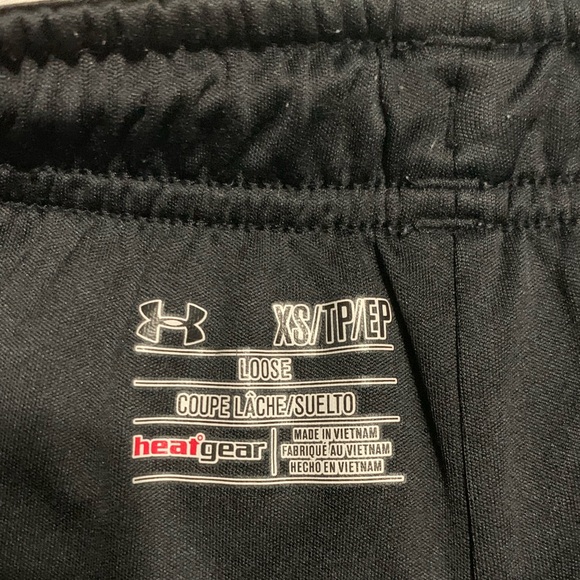 XS/TP/EP
LOOSE
COUPE LÂCHE/SUELTO
heatgear
MADE IN VIETNAM
FABRIQUÉ AU VIETNAM
HECHO EN VIETNAM